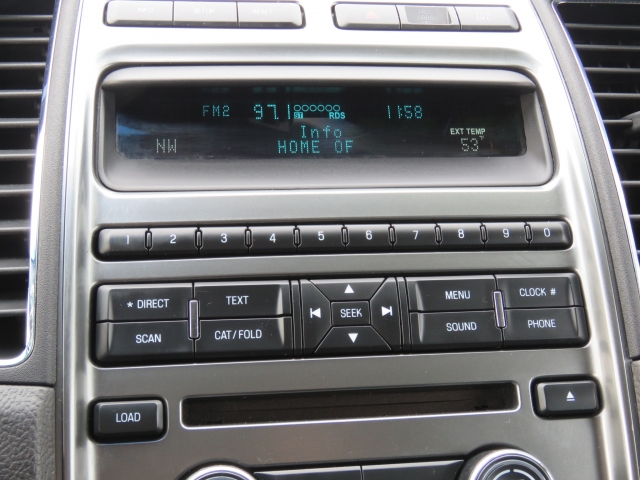 FM2 97.1 ST RDS 11:58
Info
NW HOME OF EXT TEMP 53°
1 2 3 4 5 6 7 8 9 0
* DIRECT TEXT MENU CLOCK #
SEEK
SCAN CAT/FOLD SOUND PHONE
LOAD